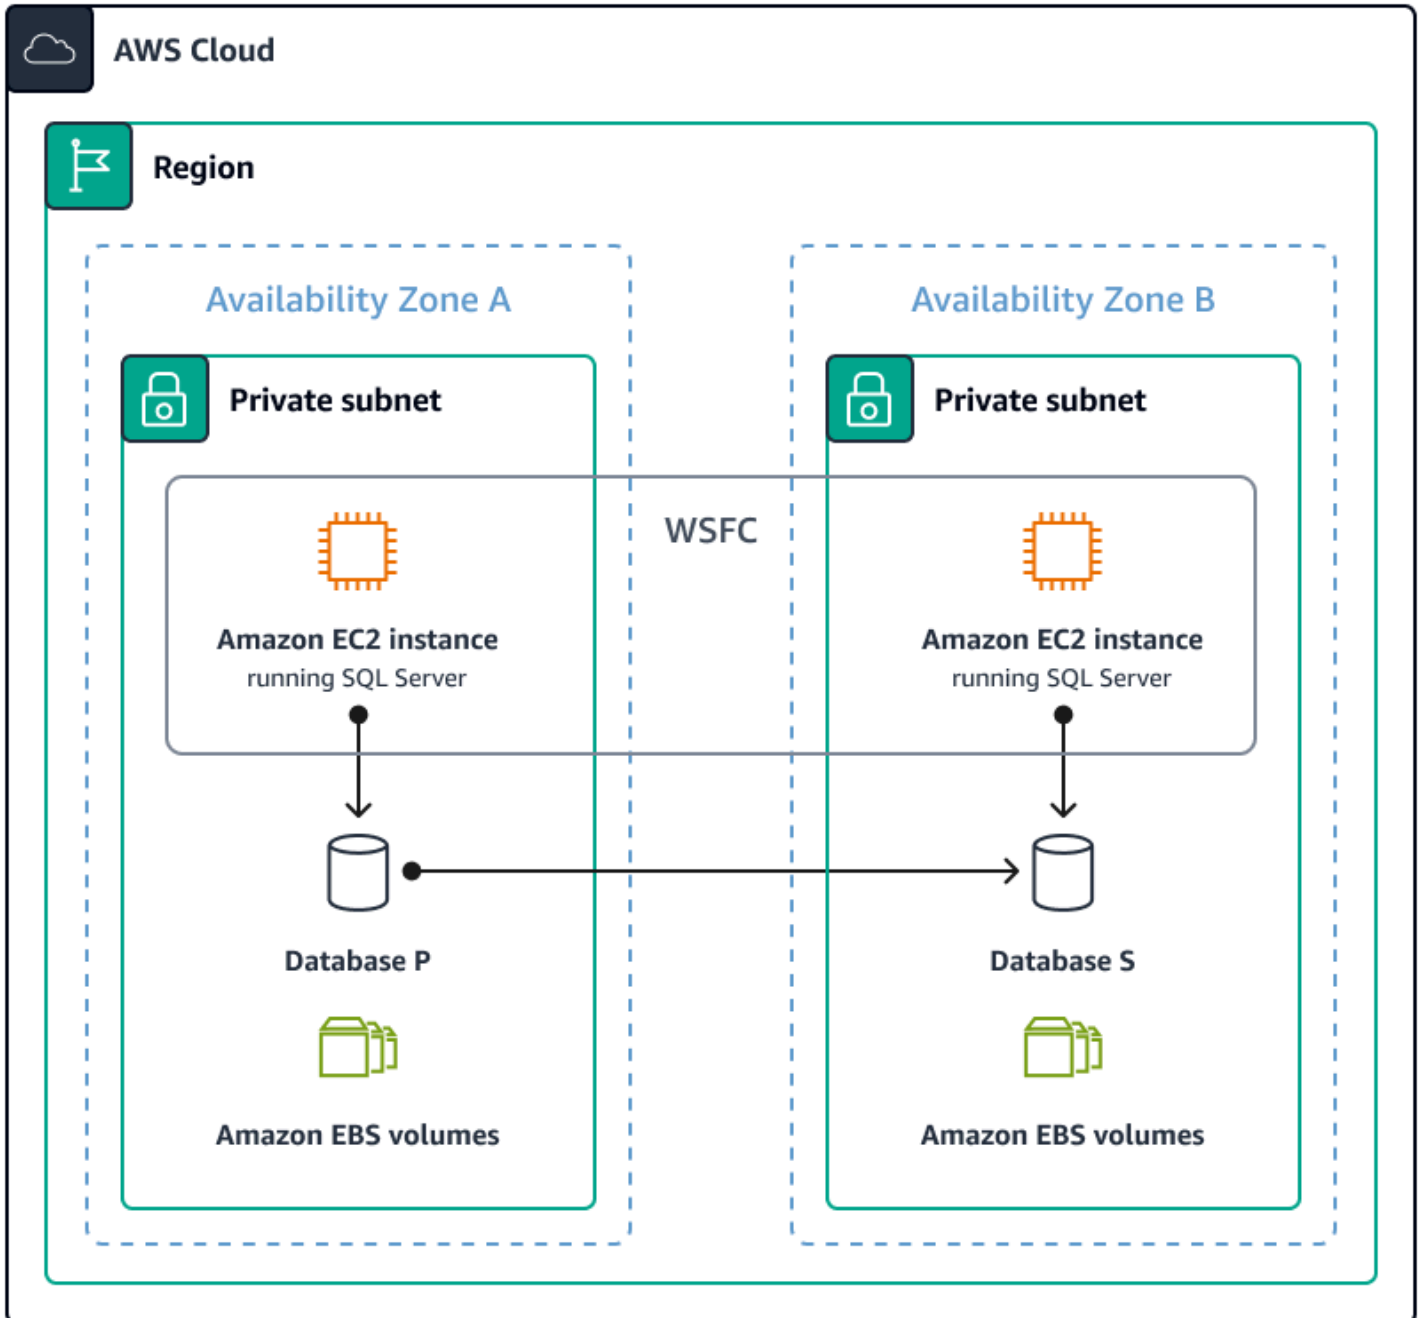 AWS Cloud
Region
Availability Zone A
Private subnet
Availability Zone B
Private subnet
WSFC
Amazon EC2 instance
running SQL Server
Amazon EC2 instance
running SQL Server
Database P
Database S
Amazon EBS volumes
Amazon EBS volumes